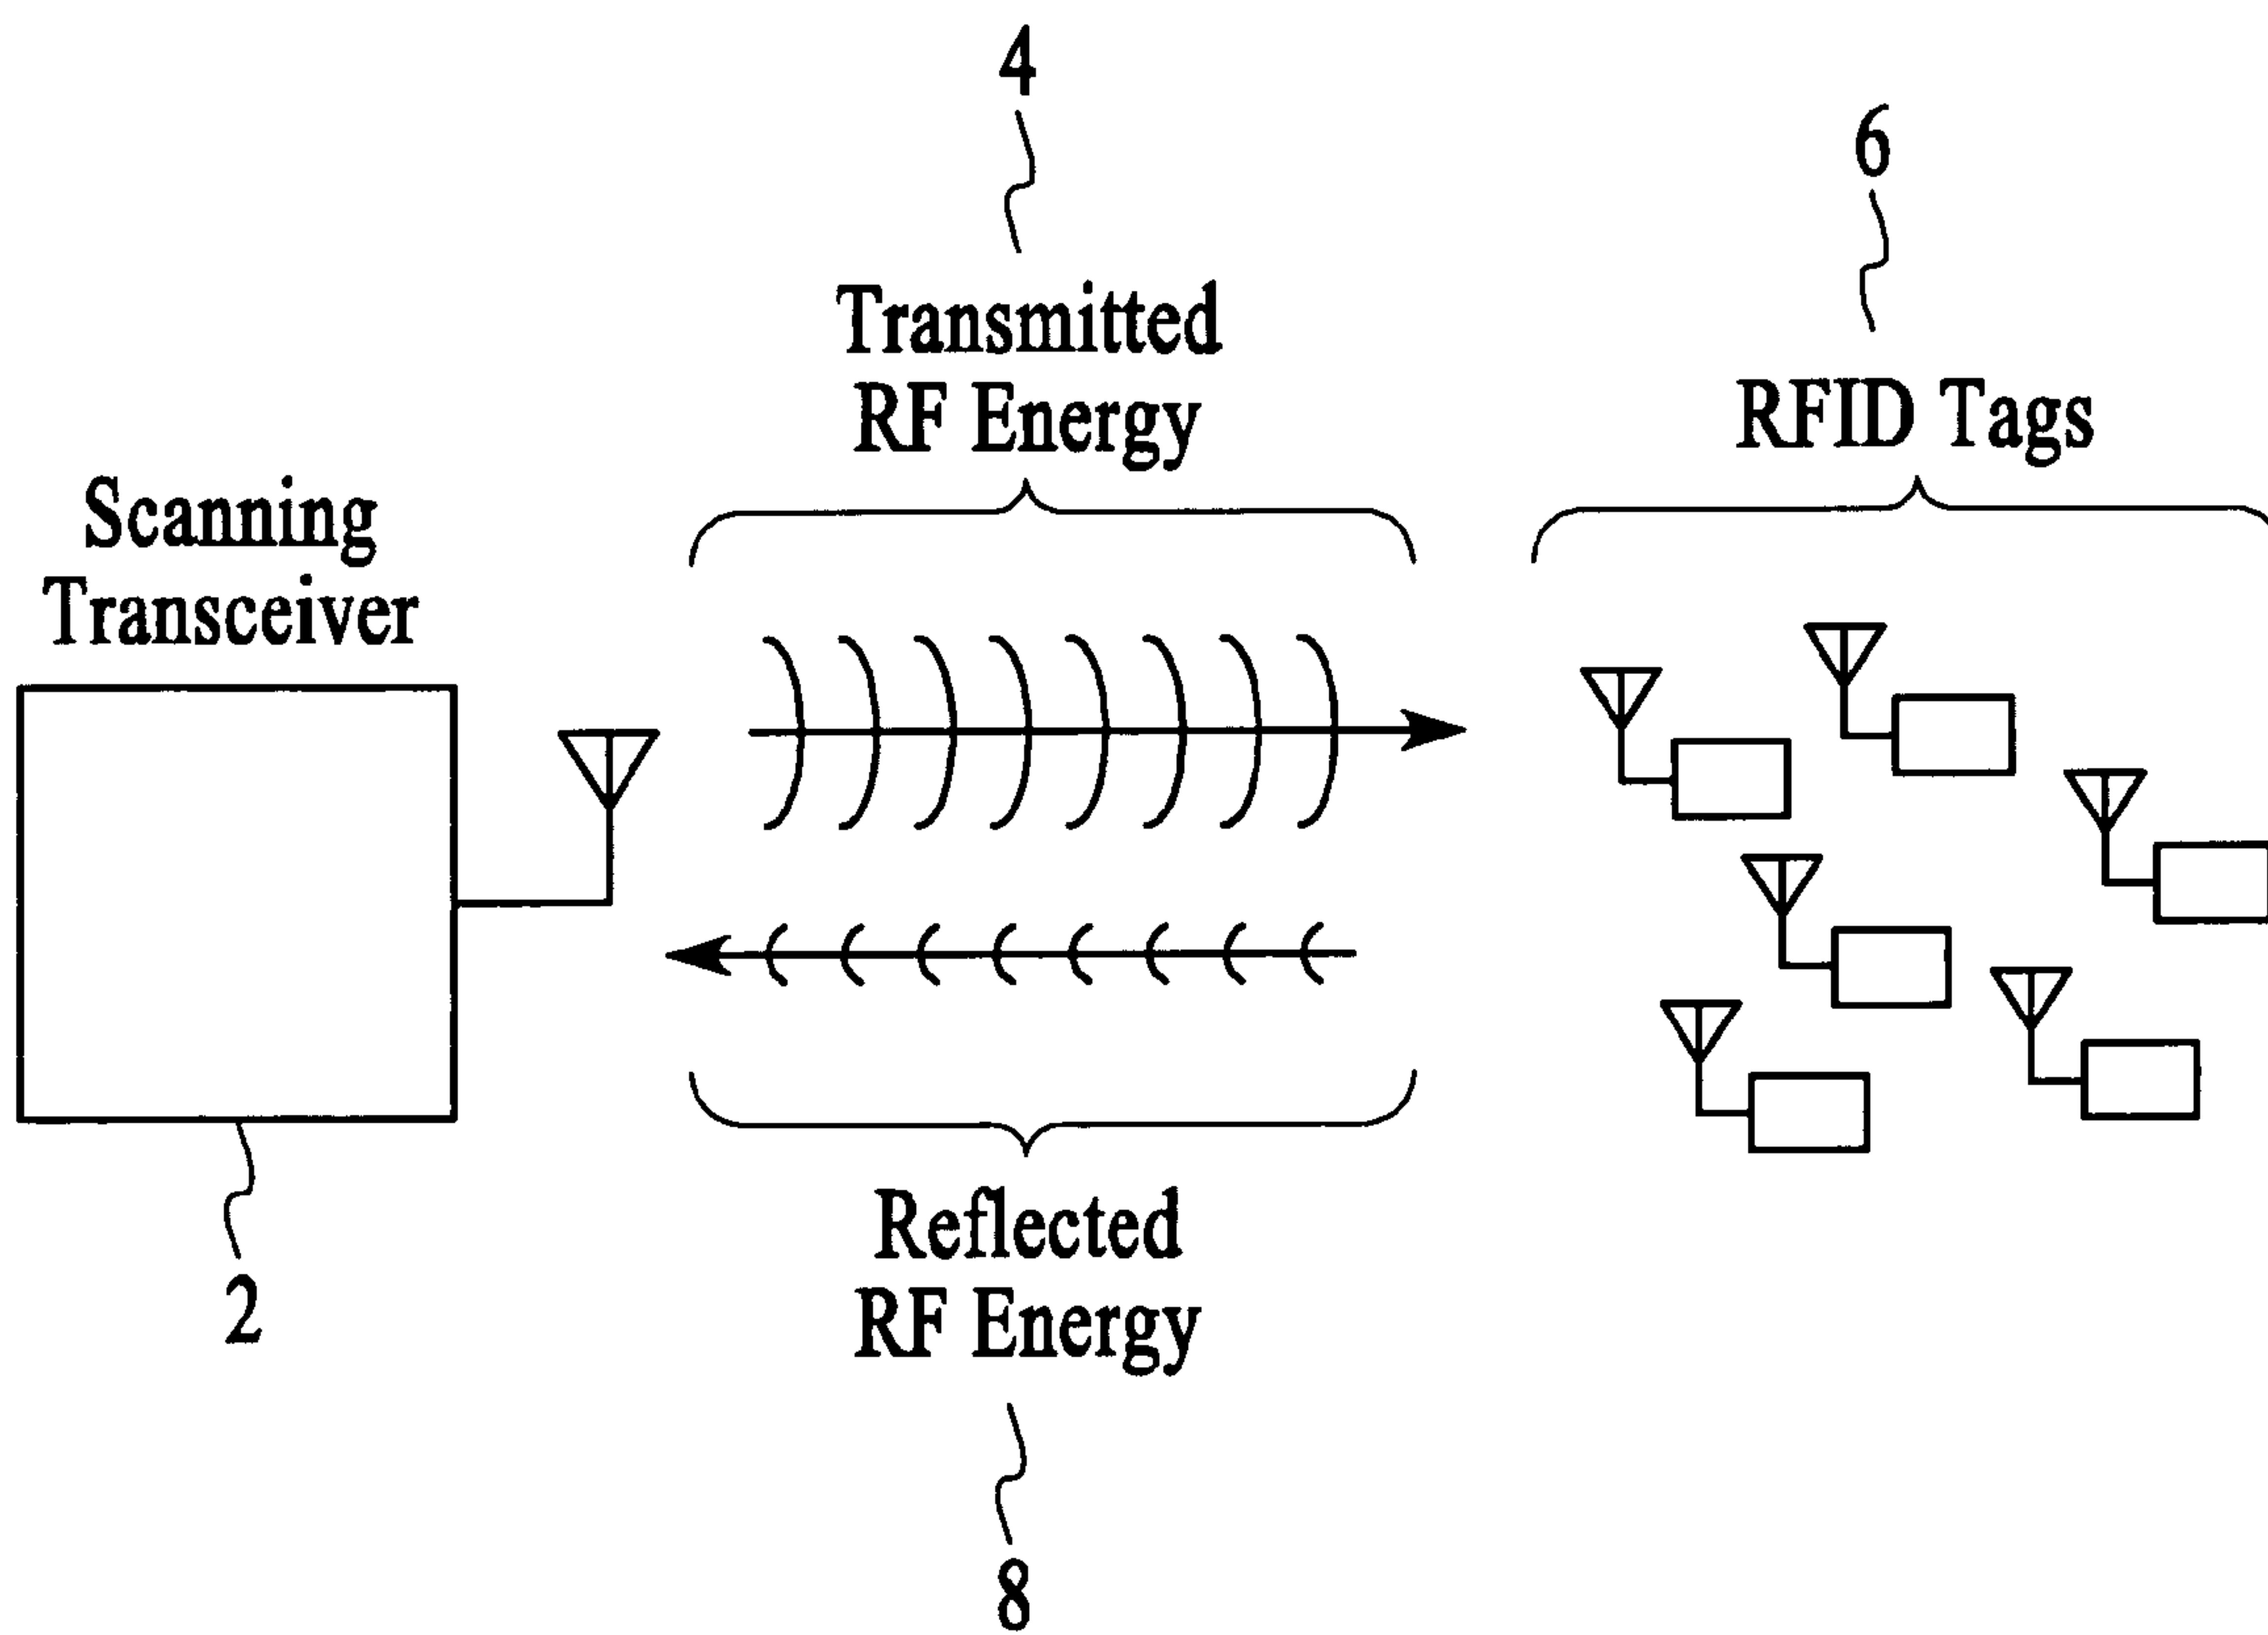 4
6
Transmitted
RF Energy
RFID Tags
Scanning
Transceiver
2
Reflected
RF Energy
8